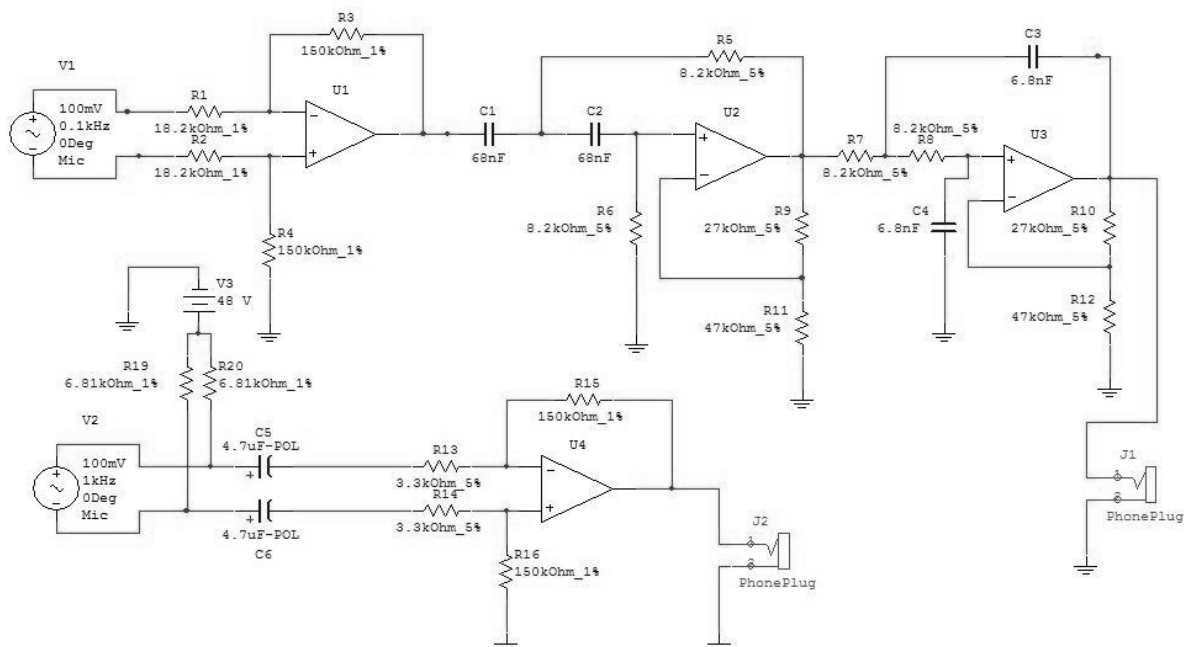 V1
100mV
0.1kHz
0Deg
Mic
R1
18.2kOhm_1%
R2
18.2kOhm_1%
R3
150kOhm_1%
U1
R4
150kOhm_1%
C1
68nF
C2
68nF
R5
8.2kOhm_5%
R6
8.2kOhm_5%
U2
R9
27kOhm_5%
R11
47kOhm_5%
R7
8.2kOhm_5%
8.2kOhm_5%
R8
C3
6.8nF
C4
6.8nF
U3
R10
27kOhm_5%
R12
47kOhm_5%
J1
1
2
PhonePlug
V3
48 V
R19
6.81kOhm_1%
R20
6.81kOhm_1%
V2
100mV
1kHz
0Deg
Mic
C5
4.7uF-POL
4.7uF-POL
C6
R13
3.3kOhm_5%
R14
3.3kOhm_5%
R15
150kOhm_1%
U4
R16
150kOhm_1%
J2
1
2
PhonePlug